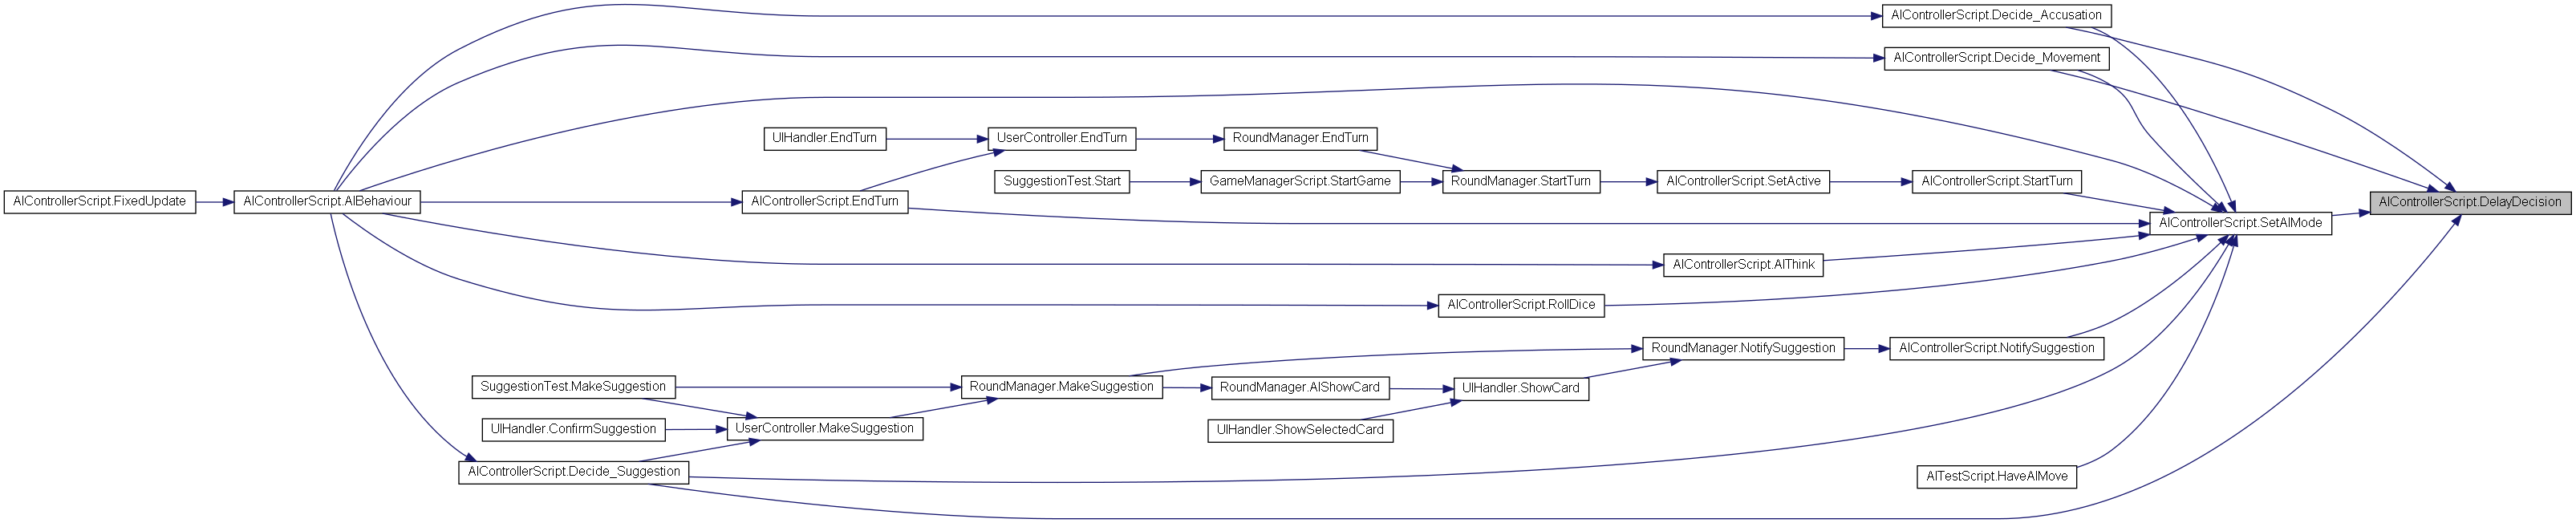 AIControllerScript.Decide_Accusation
AIControllerScript.Decide_Movement
UIHandler.EndTurn
UserController.EndTurn
RoundManager.EndTurn
SuggestionTest.Start
GameManagerScript.StartGame
RoundManager.StartTurn
AIControllerScript.SetActive
AIControllerScript.StartTurn
AIControllerScript.FixedUpdate
AIControllerScript.AIBehaviour
AIControllerScript.EndTurn
AIControllerScript.DelayDecision
AIControllerScript.SetAIMode
AIControllerScript.AIThink
AIControllerScript.RollDice
RoundManager.NotifySuggestion
AIControllerScript.NotifySuggestion
SuggestionTest.MakeSuggestion
RoundManager.MakeSuggestion
RoundManager.AIShowCard
UIHandler.ShowCard
UIHandler.ConfirmSuggestion
UserController.MakeSuggestion
UIHandler.ShowSelectedCard
AIControllerScript.Decide_Suggestion
AITestScript.HaveAIMove